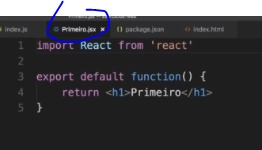 index.js Primeiro.jsx × {} package.json <> index.html
1 import React from 'react'
2
3 export default function() {
4     return <h1>Primeiro</h1>
5 }